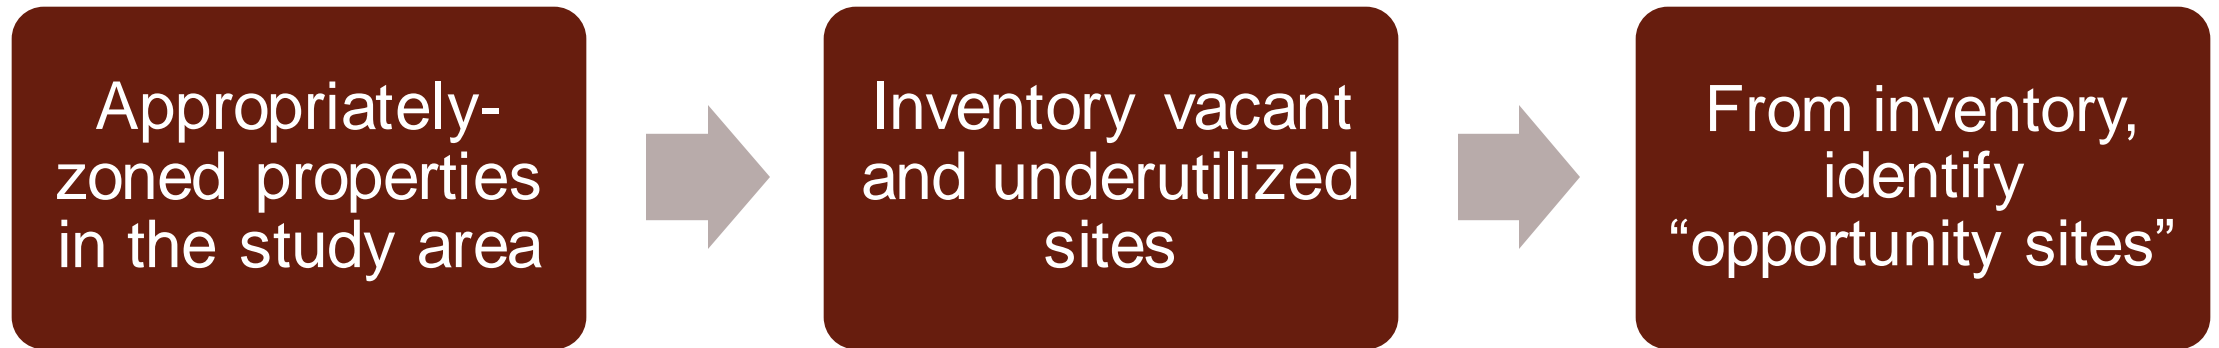 Appropriately-
zoned properties
in the study area
Inventory vacant
and underutilized
sites
From inventory,
identify
“opportunity sites”